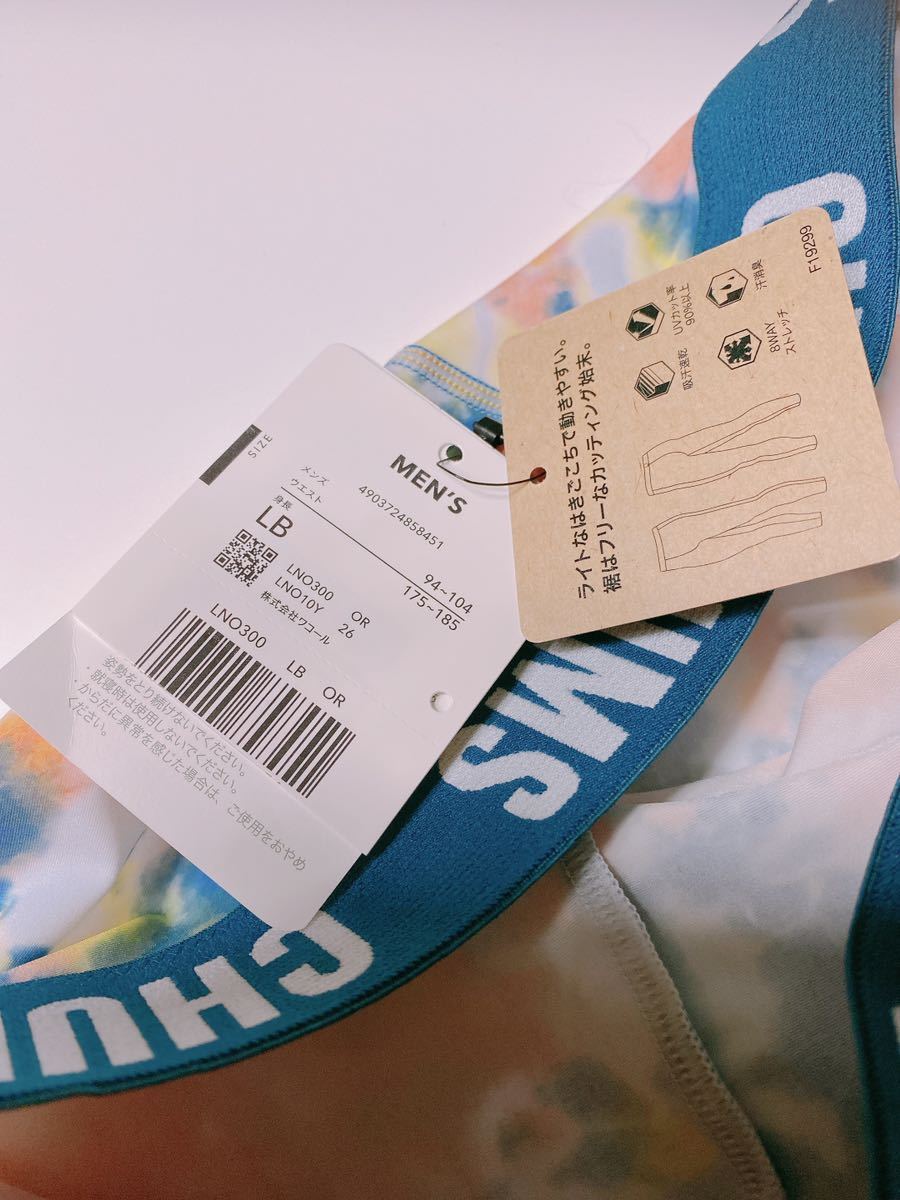 SIZE
MEN'S
4903724858451
メンズ
ウエスト
94~104
身長
175~185
LB
LNO300 OR
LNO10Y 26
株式会社ワコール
LNO300 LB OR
姿勢をとり続けないでください。
・就寝時は使用しないでください。
・からだに異常を感じた場合は、ご使用をおやめ
ください。
ライトなはきごこちで動きやすい。
裾はフリーなカッティング始末。
吸汗速乾
UVカット率
90%以上
8WAY
ストレッチ
汗消臭
F19299
CHU